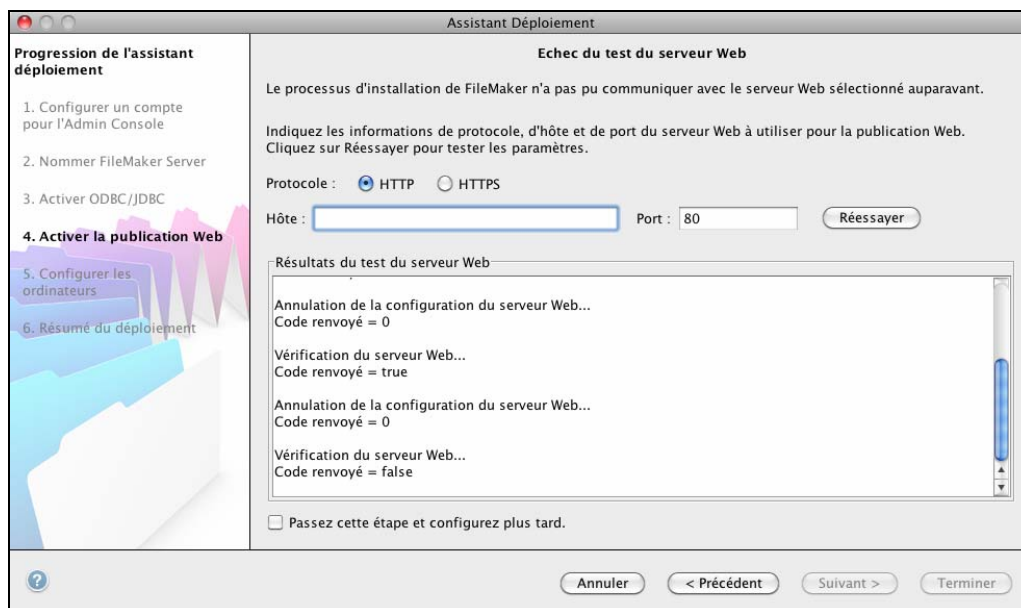 Assistant Déploiement
Progression de l'assistant
déploiement
1. Configurer un compte
pour l'Admin Console
2. Nommer FileMaker Server
3. Activer ODBC/JDBC
4. Activer la publication Web
5. Configurer les
ordinateurs
6. Résumé du déploiement
Echec du test du serveur Web
Le processus d'installation de FileMaker n'a pas pu communiquer avec le serveur Web sélectionné auparavant.
Indiquez les informations de protocole, d'hôte et de port du serveur Web à utiliser pour la publication Web.
Cliquez sur Réessayer pour tester les paramètres.
Protocole : HTTP HTTPS
Hôte : Port : 80 Réessayer
Résultats du test du serveur Web
Annulation de la configuration du serveur Web...
Code renvoyé = 0
Vérification du serveur Web...
Code renvoyé = true
Annulation de la configuration du serveur Web...
Code renvoyé = 0
Vérification du serveur Web...
Code renvoyé = false
Passez cette étape et configurez plus tard.
? Annuler < Précédent Suivant > Terminer